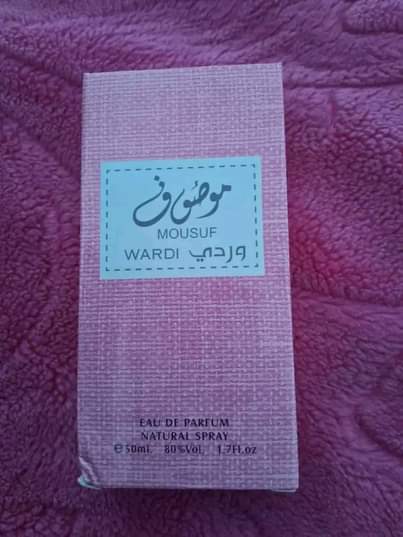 موصوف
MOUSUF
WARDI وردي
EAU DE PARFUM
NATURAL SPRAY
℮50ml. 80%Vol. 1.7Fl.oz